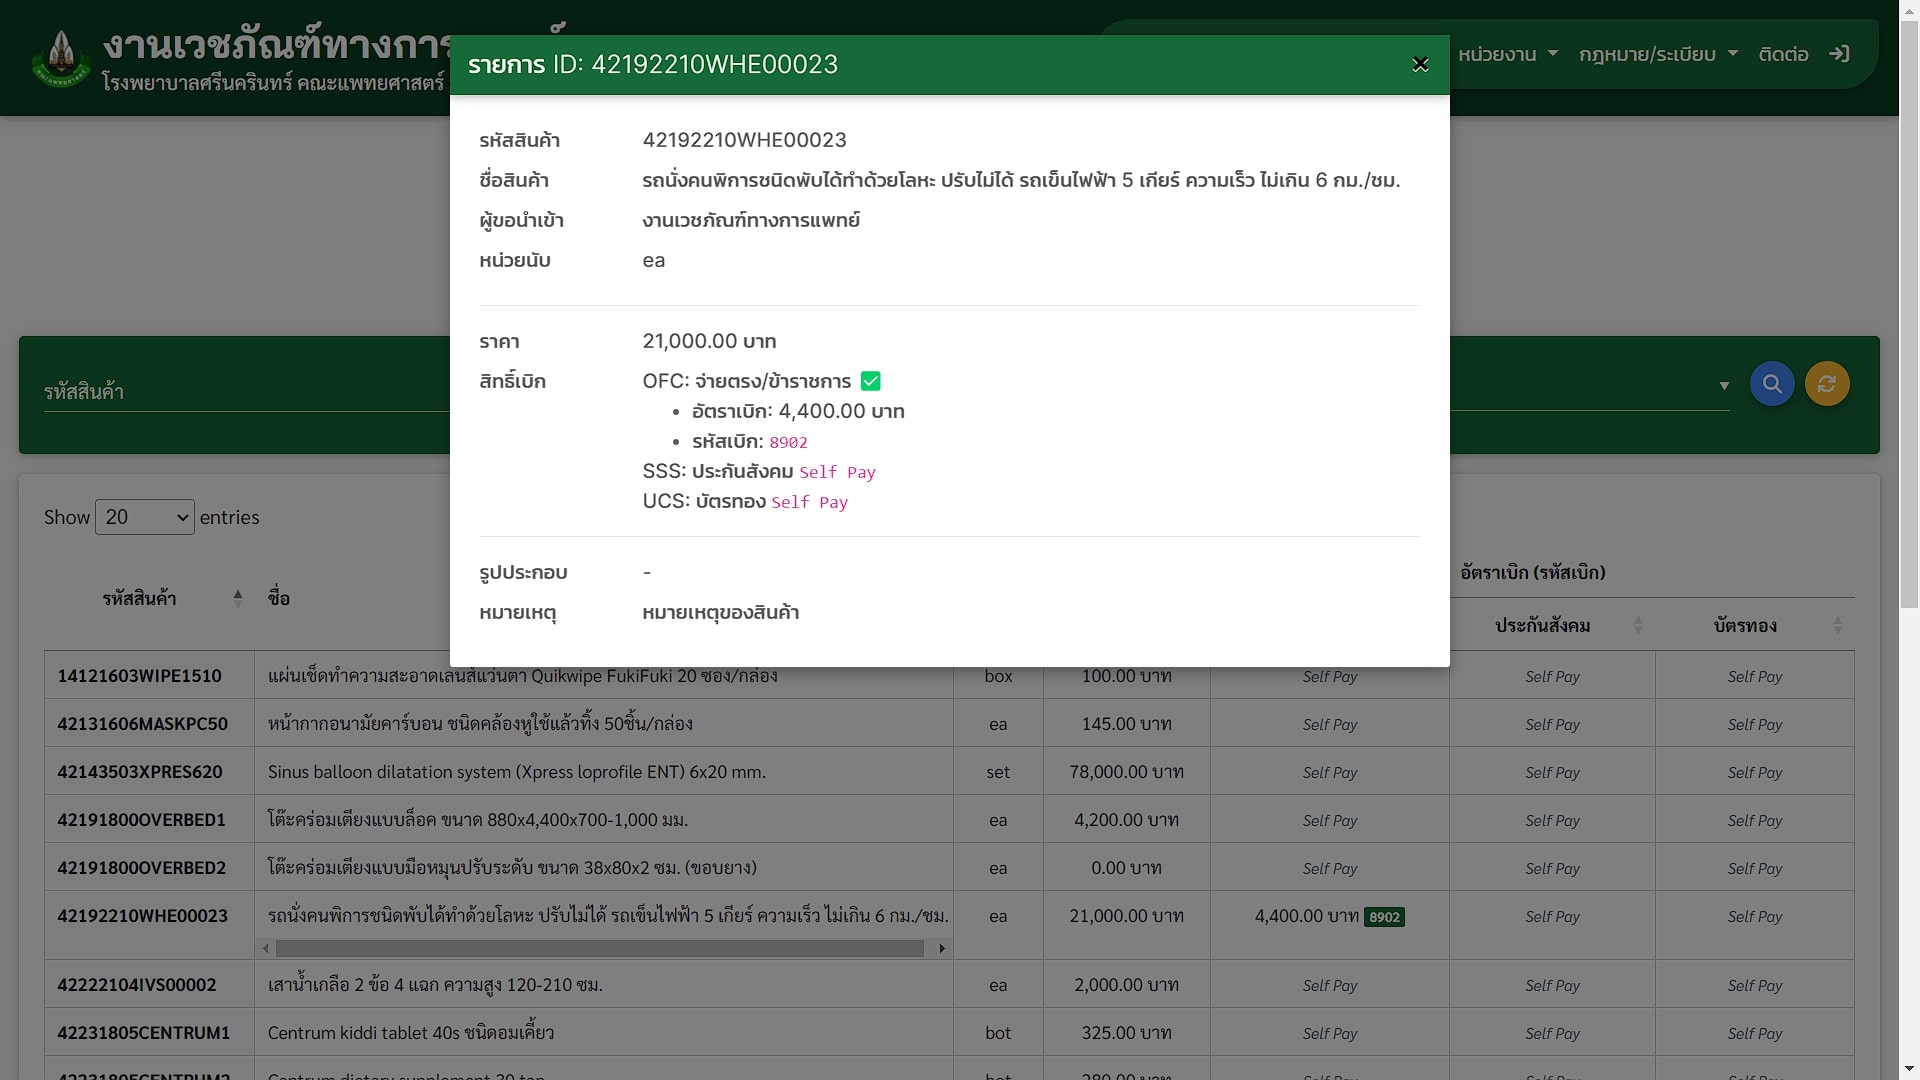 งานเวชภัณฑ์ทางการ
โรงพยาบาลศรีนครินทร์ คณะแพทยศาสตร์
หน่วยงาน
กฎหมาย/ระเบียบ
ติดต่อ
รายการ ID: 42192210WHE00023
รหัสสินค้า 42192210WHE00023
ชื่อสินค้า รถนั่งคนพิการชนิดพับได้ทำด้วยโลหะ ปรับไม่ได้ รถเข็นไฟฟ้า 5 เกียร์ ความเร็ว ไม่เกิน 6 กม./ชม.
ผู้ขอนำเข้า งานเวชภัณฑ์ทางการแพทย์
หน่วยนับ ea
ราคา 21,000.00 บาท
สิทธิ์เบิก OFC: จ่ายตรง/ข้าราชการ
• อัตราเบิก: 4,400.00 บาท
• รหัสเบิก: 8902
SSS: ประกันสังคม Self Pay
UCS: บัตรทอง Self Pay
รูปประกอบ -
หมายเหตุ หมายเหตุของสินค้า
รหัสสินค้า
Show 20 entries
รหัสสินค้า ชื่อ อัตราเบิก (รหัสเบิก)
ประกันสังคม บัตรทอง
14121603WIPE1510 แผ่นเช็ดทำความสะอาดเลนส์แว่นตา Quikwipe FukiFuki 20 ซอง/กล่อง box 100.00 บาท Self Pay Self Pay Self Pay
42131606MASKPC50 หน้ากากอนามัยคาร์บอน ชนิดคล้องหูใช้แล้วทิ้ง 50ชิ้น/กล่อง ea 145.00 บาท Self Pay Self Pay Self Pay
42143503XPRES620 Sinus balloon dilatation system (Xpress loprofile ENT) 6x20 mm. set 78,000.00 บาท Self Pay Self Pay Self Pay
42191800OVERBED1 โต๊ะคร่อมเตียงแบบล็อค ขนาด 880x4,400x700-1,000 มม. ea 4,200.00 บาท Self Pay Self Pay Self Pay
42191800OVERBED2 โต๊ะคร่อมเตียงแบบมือหมุนปรับระดับ ขนาด 38x80x2 ซม. (ขอบยาง) ea 0.00 บาท Self Pay Self Pay Self Pay
42192210WHE00023 รถนั่งคนพิการชนิดพับได้ทำด้วยโลหะ ปรับไม่ได้ รถเข็นไฟฟ้า 5 เกียร์ ความเร็ว ไม่เกิน 6 กม./ชม. ea 21,000.00 บาท 4,400.00 บาท 8902 Self Pay Self Pay
42222104IVS00002 เสาน้ำเกลือ 2 ข้อ 4 แฉก ความสูง 120-210 ซม. ea 2,000.00 บาท Self Pay Self Pay Self Pay
42231805CENTRUM1 Centrum kiddi tablet 40s ชนิดอมเคี้ยว bot 325.00 บาท Self Pay Self Pay Self Pay